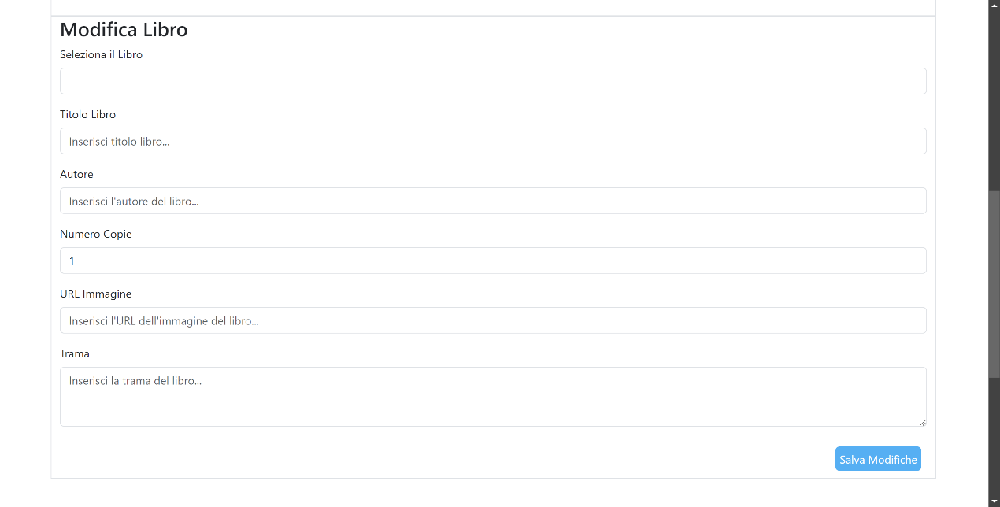 Modifica Libro
Seleziona il Libro
Titolo Libro
Inserisci titolo libro...
Autore
Inserisci l'autore del libro...
Numero Copie
1
URL Immagine
Inserisci l'URL dell'immagine del libro...
Trama
Inserisci la trama del libro...
Salva Modifiche